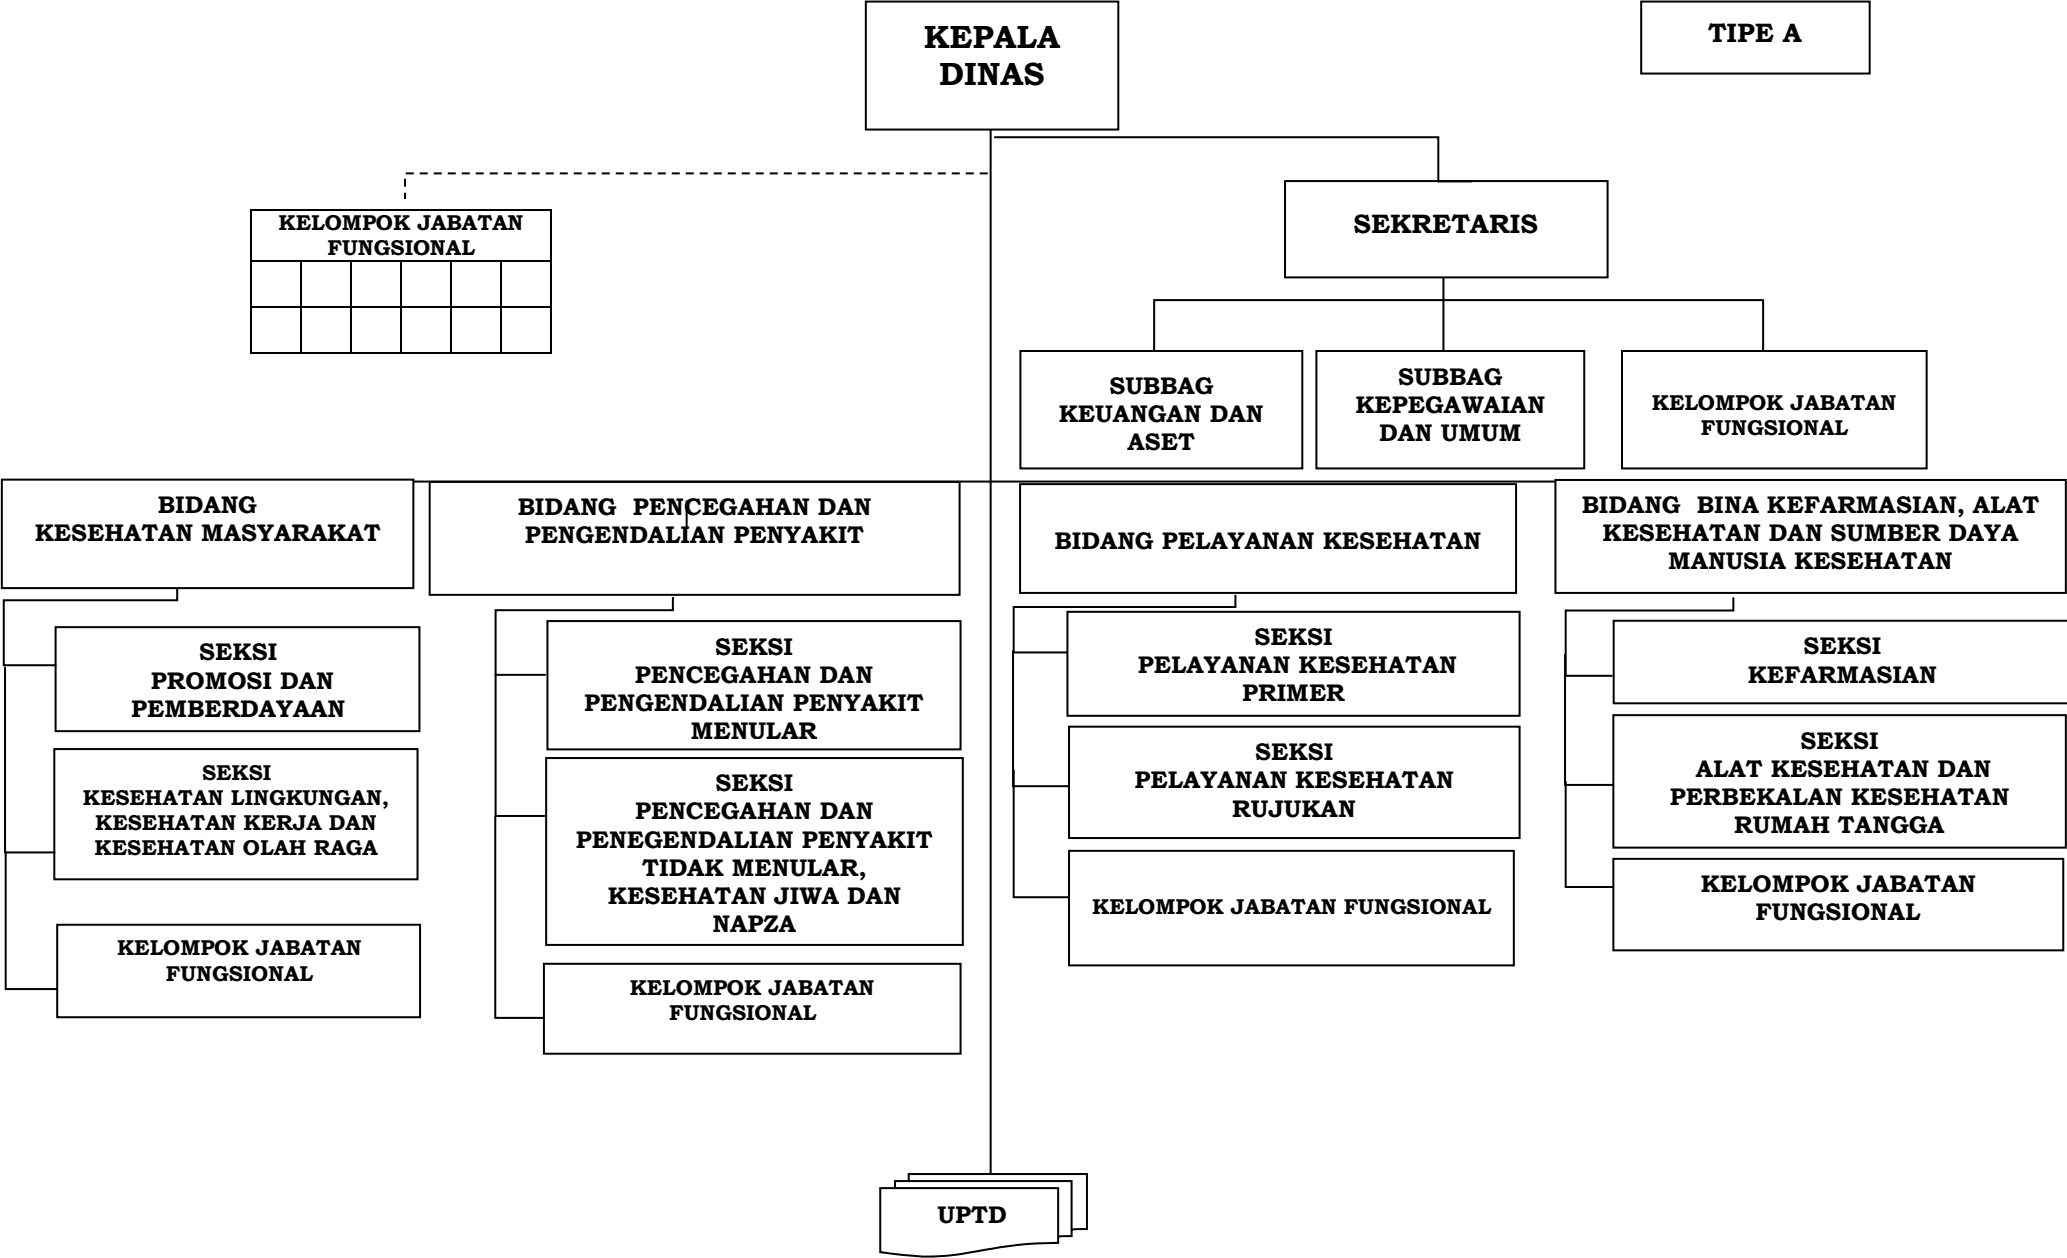 KEPALA
DINAS
TIPE A
KELOMPOK JABATAN
FUNGSIONAL
SEKRETARIS
SUBBAG
KEUANGAN DAN
ASET
SUBBAG
KEPEGAWAIAN
DAN UMUM
KELOMPOK JABATAN
FUNGSIONAL
BIDANG
KESEHATAN MASYARAKAT
BIDANG PENCEGAHAN DAN
PENGENDALIAN PENYAKIT
BIDANG PELAYANAN KESEHATAN
BIDANG BINA KEFARMASIAN, ALAT
KESEHATAN DAN SUMBER DAYA
MANUSIA KESEHATAN
SEKSI
PROMOSI DAN
PEMBERDAYAAN
SEKSI
KESEHATAN LINGKUNGAN,
KESEHATAN KERJA DAN
KESEHATAN OLAH RAGA
KELOMPOK JABATAN
FUNGSIONAL
SEKSI
PENCEGAHAN DAN
PENGENDALIAN PENYAKIT
MENULAR
SEKSI
PENCEGAHAN DAN
PENEGENDALIAN PENYAKIT
TIDAK MENULAR,
KESEHATAN JIWA DAN
NAPZA
KELOMPOK JABATAN
FUNGSIONAL
SEKSI
PELAYANAN KESEHATAN
PRIMER
SEKSI
PELAYANAN KESEHATAN
RUJUKAN
KELOMPOK JABATAN FUNGSIONAL
SEKSI
KEFARMASIAN
SEKSI
ALAT KESEHATAN DAN
PERBEKALAN KESEHATAN
RUMAH TANGGA
KELOMPOK JABATAN
FUNGSIONAL
UPTD